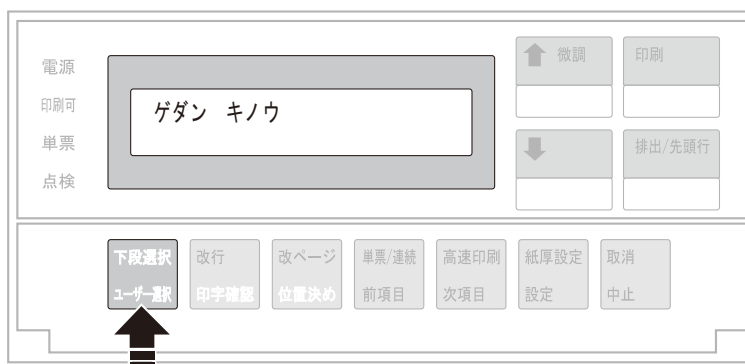 電源
印刷可
単票
点検
ゲダン キノウ
微調
印刷
排出/先頭行
下段選択
ユーザー選択
改行
印字確認
改ページ
位置決め
単票/連続
前項目
高速印刷
次項目
紙厚設定
設定
取消
中止